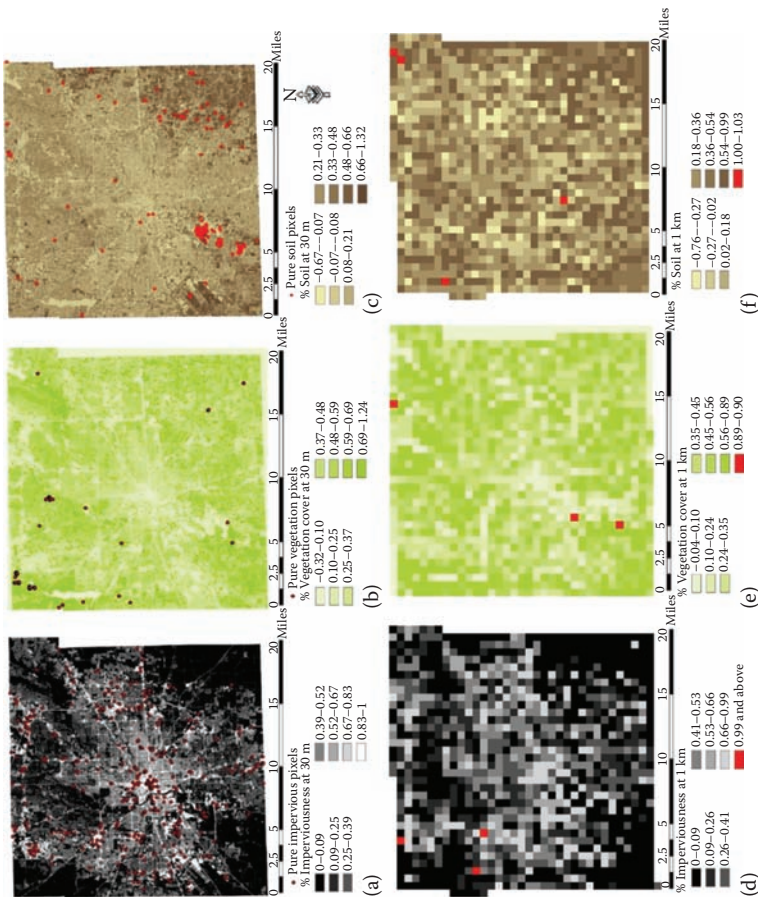 0 2.5 5 10 15 20
Miles
• Pure impervious pixels
% Imperviousness at 30 m
0–0.09 0.39–0.52
0.09–0.25 0.52–0.67
0.25–0.39 0.67–0.83
0.83–1
(a)
0 2.5 5 10 15 20
Miles
• Pure vegetation pixels
% Vegetation cover at 30 m
−0.32–0.10 0.37–0.48
0.10–0.25 0.48–0.59
0.25–0.37 0.59–0.69
0.69–1.24
(b)
0 2.5 5 10 15 20
Miles
N
• Pure soil pixels
% Soil at 30 m
−0.67–−0.07 0.21–0.33
−0.07–0.08 0.33–0.48
0.08–0.21 0.48–0.66
0.66–1.32
(c)
0 2.5 5 10 15 20
Miles
% Imperviousness at 1 km
0–0.09 0.41–0.53
0.09–0.26 0.53–0.66
0.26–0.41 0.66–0.99
0.99 and above
(d)
0 2.5 5 10 15 20
Miles
% Vegetation cover at 1 km
−0.04–0.10 0.35–0.45
0.10–0.24 0.45–0.56
0.24–0.35 0.56–0.89
0.89–0.90
(e)
0 2.5 5 10 15 20
Miles
% Soil at 1 km
−0.76–−0.27 0.18–0.36
−0.27–−0.02 0.36–0.54
0.02–0.18 0.54–0.99
1.00–1.03
(f)